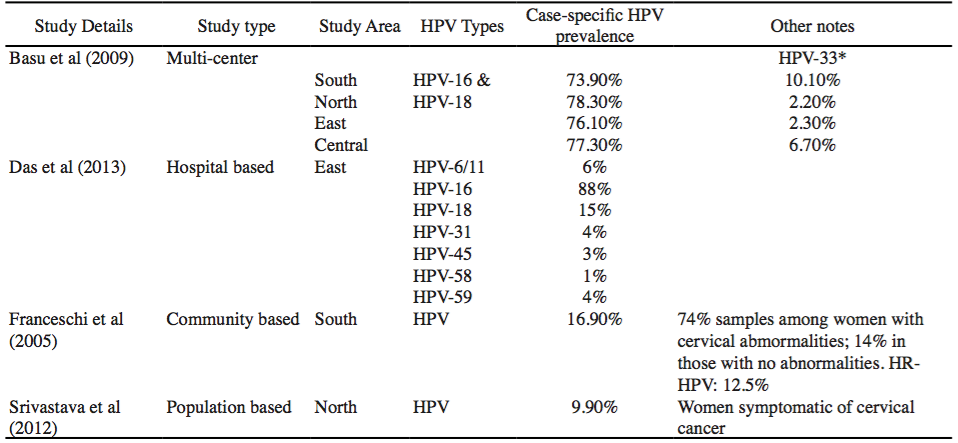 Study Details Study type Study Area HPV Types Case-specific HPV prevalence Other notes
Basu et al (2009) Multi-center HPV-33*
South HPV-16 & 73.90% 10.10%
North HPV-18 78.30% 2.20%
East 76.10% 2.30%
Central 77.30% 6.70%
Das et al (2013) Hospital based East HPV-6/11 6%
HPV-16 88%
HPV-18 15%
HPV-31 4%
HPV-45 3%
HPV-58 1%
HPV-59 4%
Franceschi et al Community based South HPV 16.90% 74% samples among women with
(2005) cervical abmormalities; 14% in
those with no abnormalities. HR-
HPV: 12.5%
Srivastava et al Population based North HPV 9.90% Women symptomatic of cervical
(2012) cancer